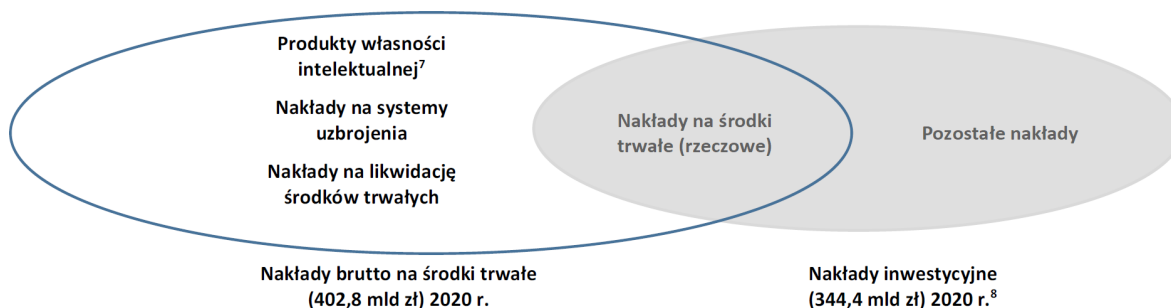 Produkty własności
intelektualnej⁷
Nakłady na systemy
uzbrojenia
Nakłady na likwidację
środków trwałych
Nakłady na środki
trwałe (rzeczowe)
Pozostałe nakłady
Nakłady brutto na środki trwałe
(402,8 mld zł) 2020 r.
Nakłady inwestycyjne
(344,4 mld zł) 2020 r.⁸